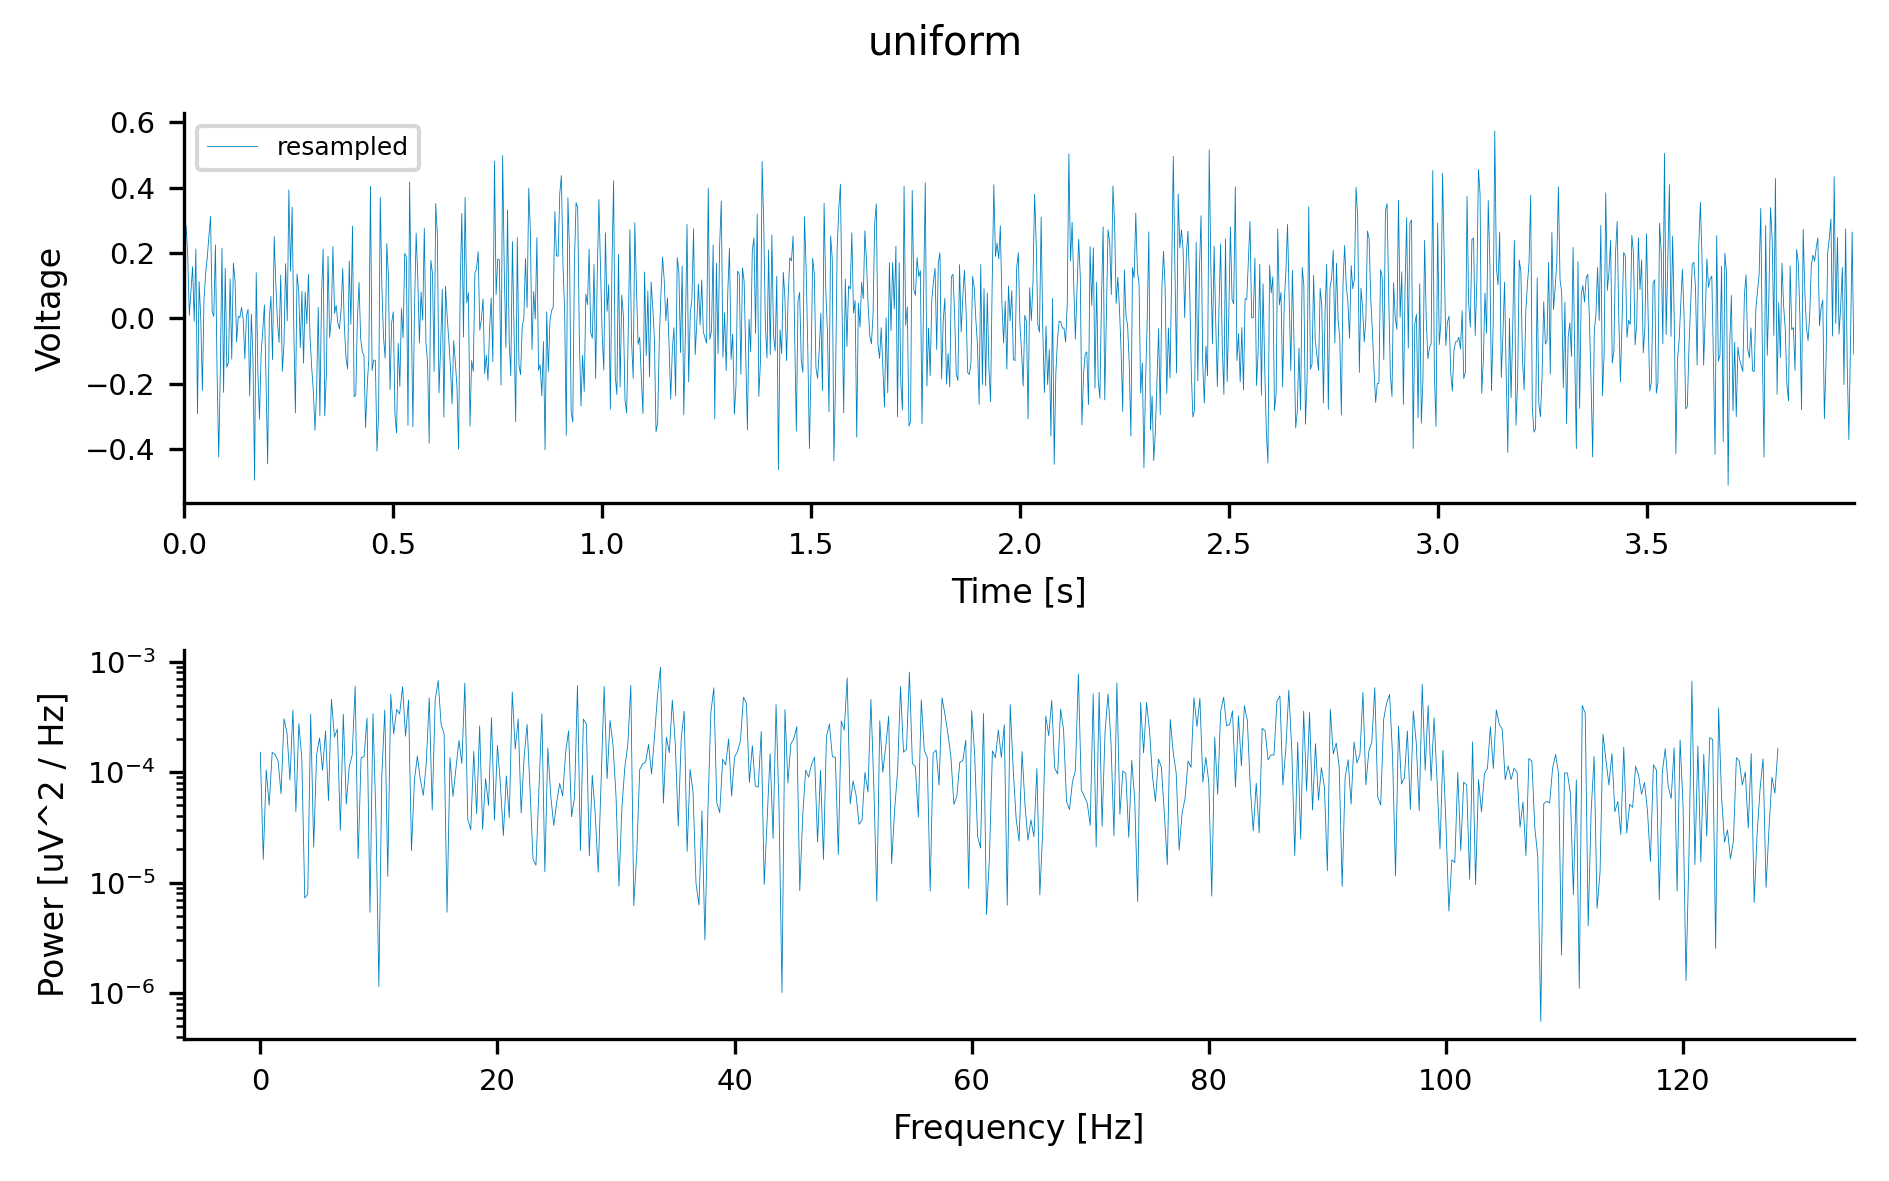 uniform
0.6
0.4
0.2
0.0
−0.2
−0.4
Voltage
resampled
0.0 0.5 1.0 1.5 2.0 2.5 3.0 3.5
Time [s]
10⁻³
10⁻⁴
10⁻⁵
10⁻⁶
Power [uV^2 / Hz]
0 20 40 60 80 100 120
Frequency [Hz]